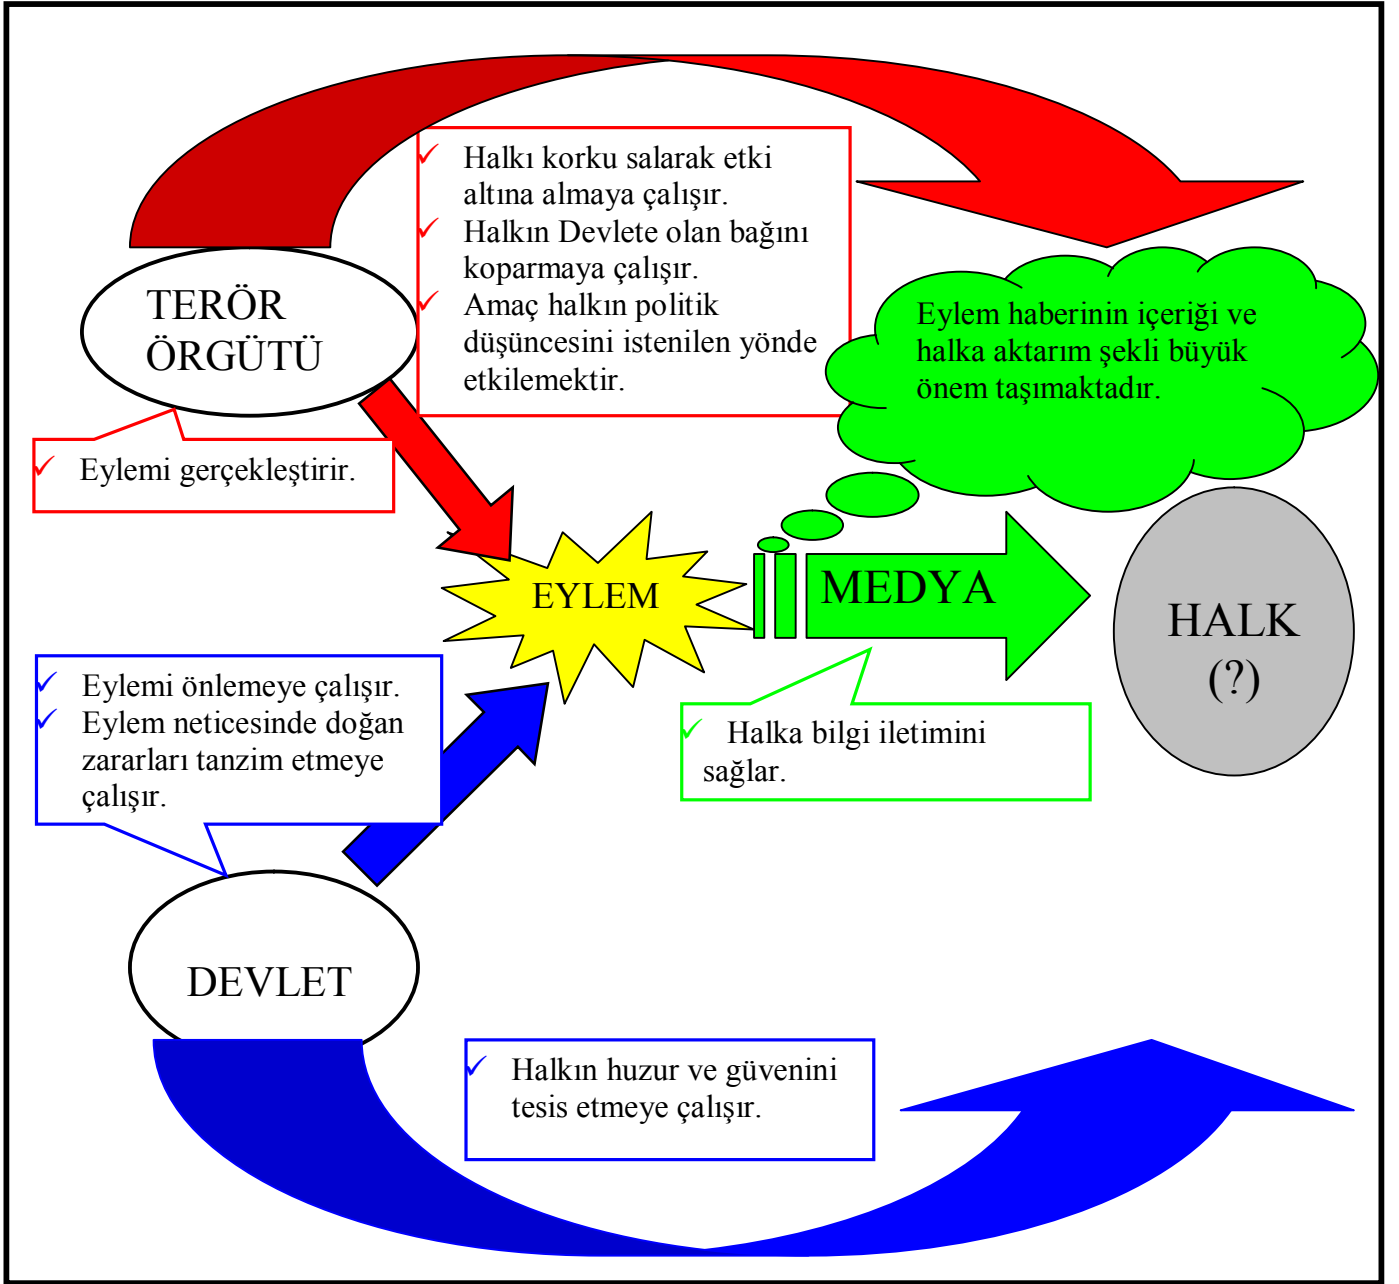 ✓ Halkı korku salarak etki
altına almaya çalışır.
✓ Halkın Devlete olan bağını
koparmaya çalışır.
✓ Amaç halkın politik
düşüncesini istenilen yönde
etkilemektir.
TERÖR
ÖRGÜTÜ
Eylem haberinin içeriği ve
halka aktarım şekli büyük
önem taşımaktadır.
✓ Eylemi gerçekleştirir.
EYLEM
MEDYA
HALK
(?)
✓ Eylemi önlemeye çalışır.
✓ Eylem neticesinde doğan
zararları tanzim etmeye
çalışır.
✓ Halka bilgi iletimini
sağlar.
DEVLET
✓ Halkın huzur ve güvenini
tesis etmeye çalışır.